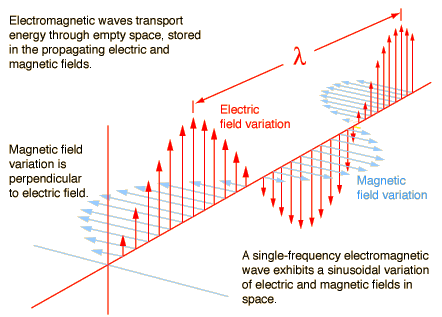 Electromagnetic waves transport
energy through empty space, stored
in the propagating electric and
magnetic fields.
λ
Electric
field variation
Magnetic field
variation is
perpendicular
to electric field.
Magnetic
field variation
A single-frequency electromagnetic
wave exhibits a sinusoidal variation
of electric and magnetic fields in
space.